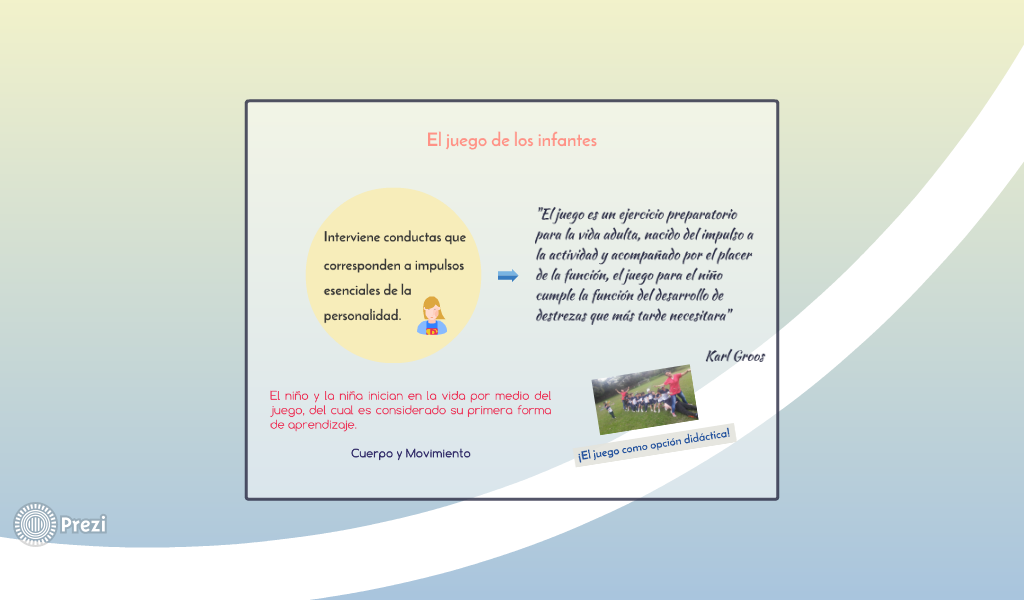 El juego de los infantes
Interviene conductas que
corresponden a impulsos
esenciales de la
personalidad.
"El juego es un ejercicio preparatorio
para la vida adulta, nacido del impulso a
la actividad y acompañado por el placer
de la función, el juego para el niño
cumple la función del desarrollo de
destrezas que más tarde necesitara"
Karl Groos
El niño y la niña inician en la vida por medio del
juego, del cual es considerado su primera forma
de aprendizaje.
Cuerpo y Movimiento
¡El juego como opción didáctica!
Prezi